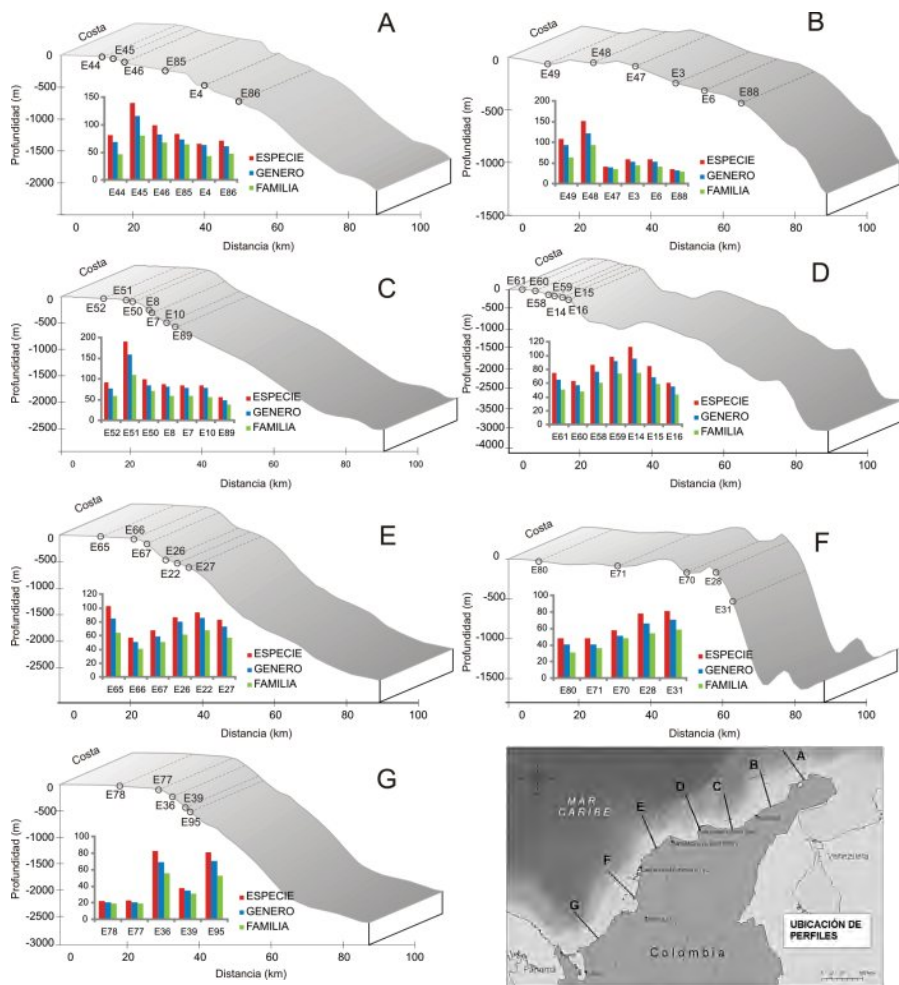 A
Costa
E44
E45
E46
E85
E4
E86
Profundidad (m)
0
-500
-1000
-1500
-2000
150
100
50
0
E44 E45 E46 E85 E4 E86
ESPECIE
GENERO
FAMILIA
0 20 40 60 80 100
Distancia (km)
B
Costa
E49
E48
E47
E3
E6
E88
Profundidad (m)
0
-500
-1000
-1500
200
150
100
50
0
E49 E48 E47 E3 E6 E88
ESPECIE
GENERO
FAMILIA
0 20 40 60 80 100
Distancia (km)
C
Costa
E52
E51
E50
E8
E7
E10
E89
Profundidad (m)
0
-500
-1000
-1500
-2000
-2500
200
150
100
50
0
E52 E51 E50 E8 E7 E10 E89
ESPECIE
GENERO
FAMILIA
0 20 40 60 80 100
Distancia (km)
D
Costa
E61
E60
E58
E59
E14
E15
E16
Profundidad (m)
0
-500
-1000
-1500
-2000
-2500
-3000
-3500
-4000
120
100
80
60
40
20
0
E61 E60 E58 E59 E14 E15 E16
ESPECIE
GENERO
FAMILIA
0 20 40 60 80 100
Distancia (km)
E
Costa
E65
E66
E67
E26
E22
E27
Profundidad (m)
0
-500
-1000
-1500
-2000
-2500
120
100
80
60
40
20
0
E65 E66 E67 E26 E22 E27
ESPECIE
GENERO
FAMILIA
0 20 40 60 80 100
Distancia (km)
F
Costa
E80
E71
E70
E28
E31
Profundidad (m)
0
-500
-1000
-1500
100
80
60
40
20
0
E80 E71 E70 E28 E31
ESPECIE
GENERO
FAMILIA
0 20 40 60 80 100
Distancia (km)
G
Costa
E78
E77
E36
E39
E95
Profundidad (m)
0
-500
-1000
-1500
-2000
-2500
-3000
100
80
60
40
20
0
E78 E77 E36 E39 E95
ESPECIE
GENERO
FAMILIA
0 20 40 60 80 100
Distancia (km)
MAR
CARIBE
A
B
C
D
E
F
G
Venezuela
Colombia
Panamá
UBICACIÓN DE
PERFILES